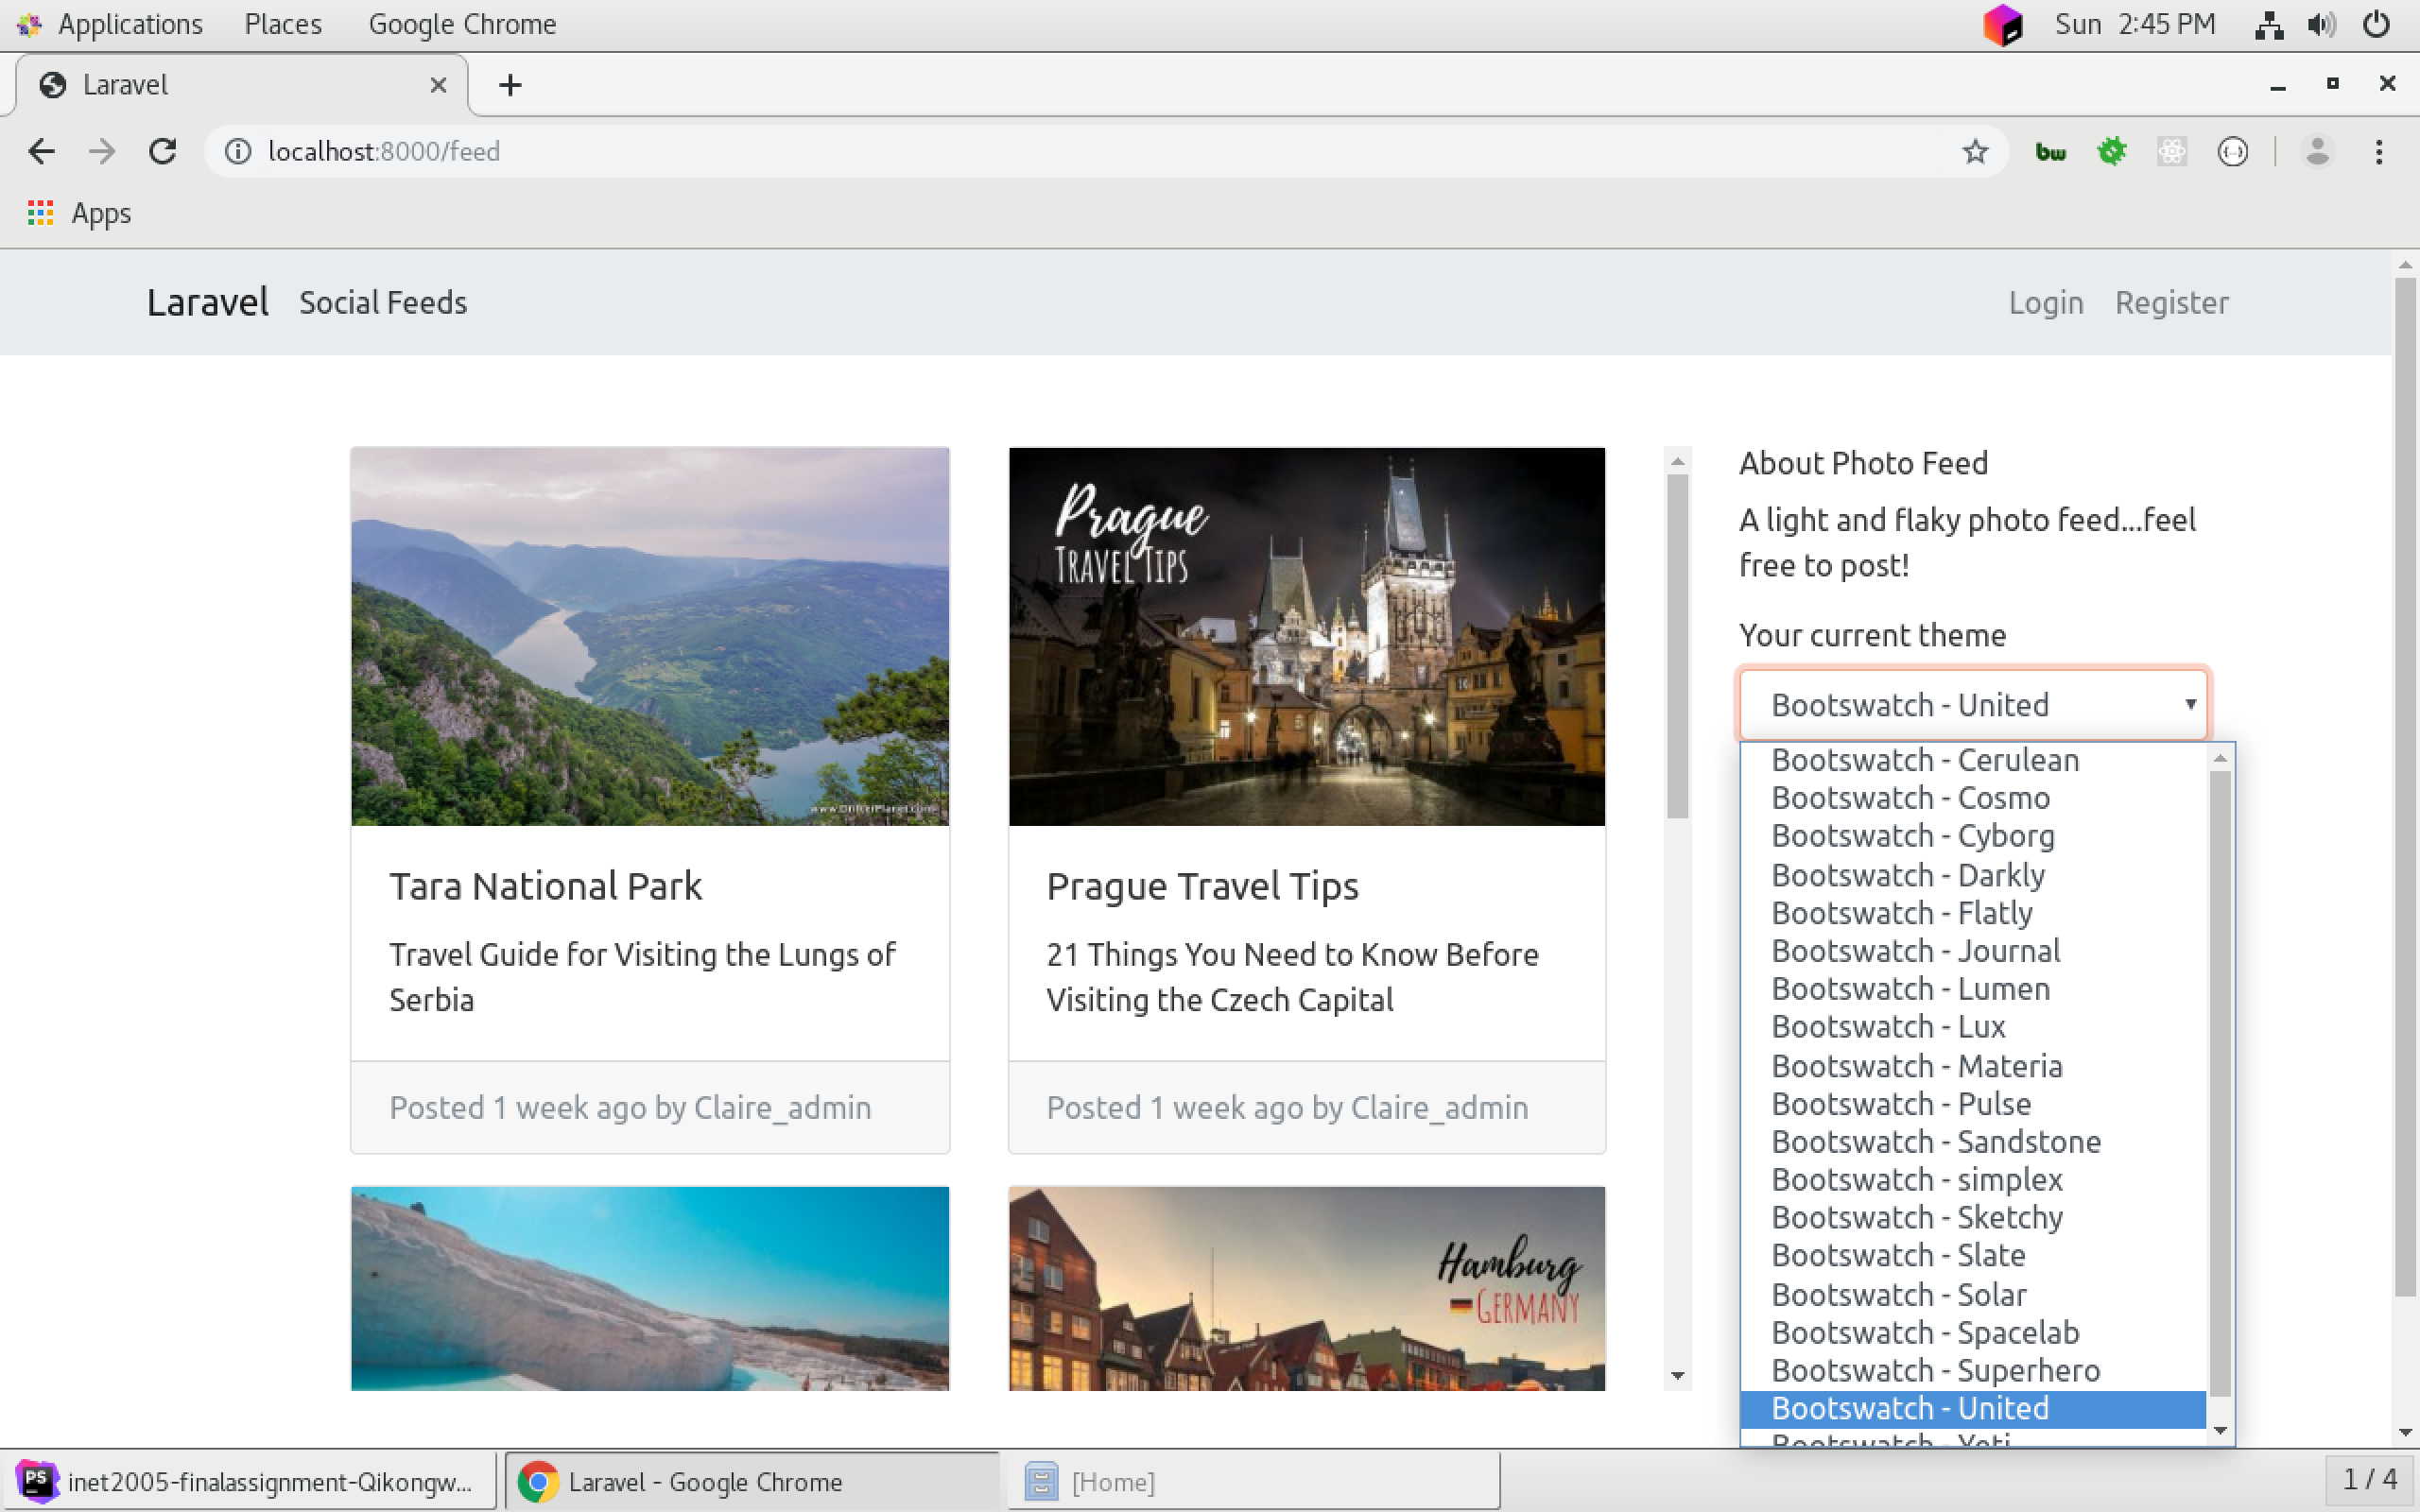 Applications Places Google Chrome Sun 2:45 PM
Laravel
localhost:8000/feed
bw
Apps
Laravel Social Feeds Login Register
Prague
TRAVEL TIPS
www.DrifterPlanet.com
Tara National Park
Travel Guide for Visiting the Lungs of
Serbia
Posted 1 week ago by Claire_admin
Prague Travel Tips
21 Things You Need to Know Before
Visiting the Czech Capital
Posted 1 week ago by Claire_admin
Hamburg
GERMANY
About Photo Feed
A light and flaky photo feed...feel
free to post!
Your current theme
Bootswatch - United
Bootswatch - Cerulean
Bootswatch - Cosmo
Bootswatch - Cyborg
Bootswatch - Darkly
Bootswatch - Flatly
Bootswatch - Journal
Bootswatch - Lumen
Bootswatch - Lux
Bootswatch - Materia
Bootswatch - Pulse
Bootswatch - Sandstone
Bootswatch - simplex
Bootswatch - Sketchy
Bootswatch - Slate
Bootswatch - Solar
Bootswatch - Spacelab
Bootswatch - Superhero
Bootswatch - United
Bootswatch - Yeti
PS inet2005-finalassignment-Qikongw... Laravel - Google Chrome [Home] 1 / 4